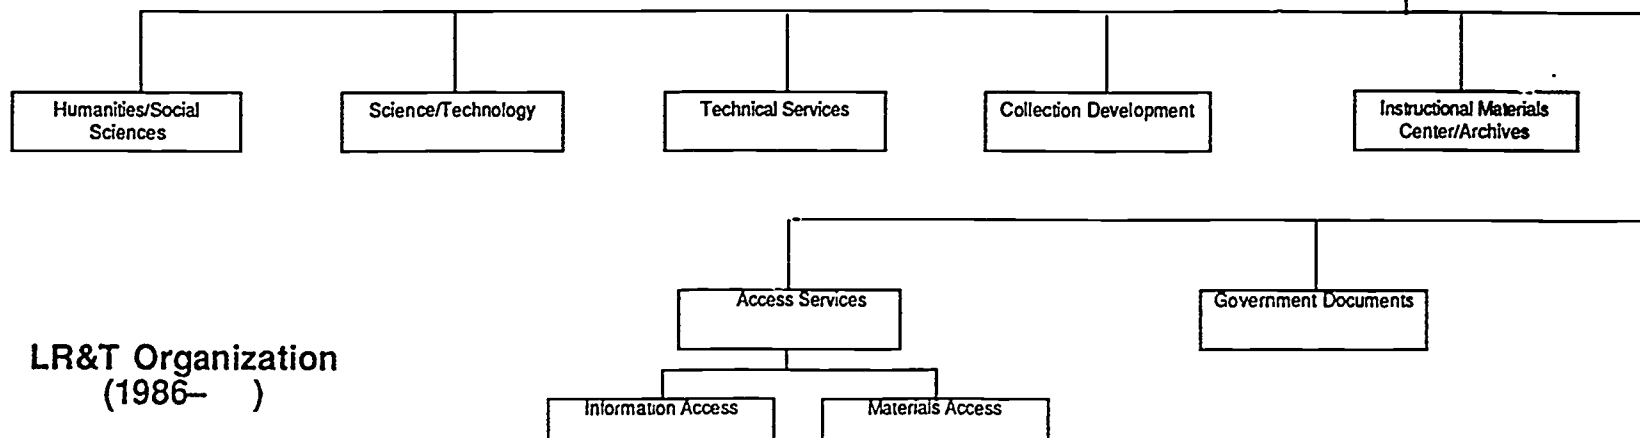 Humanities/Social
Sciences
Science/Technology
Technical Services
Collection Development
Instructional Materials
Center/Archives
Access Services
Government Documents
LR&T Organization
(1986– )
Information Access
Materials Access